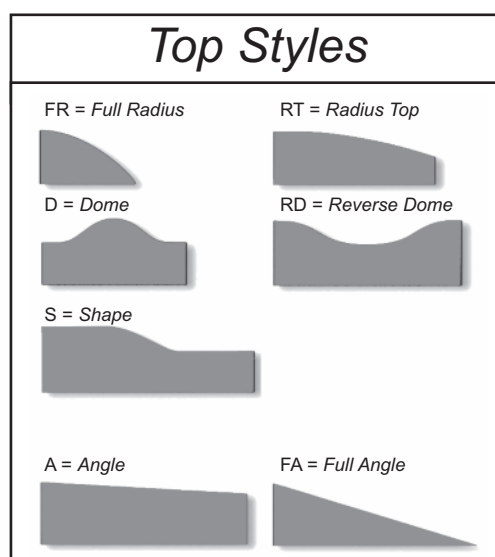 Top Styles
FR = Full Radius
RT = Radius Top
D = Dome
RD = Reverse Dome
S = Shape
A = Angle
FA = Full Angle